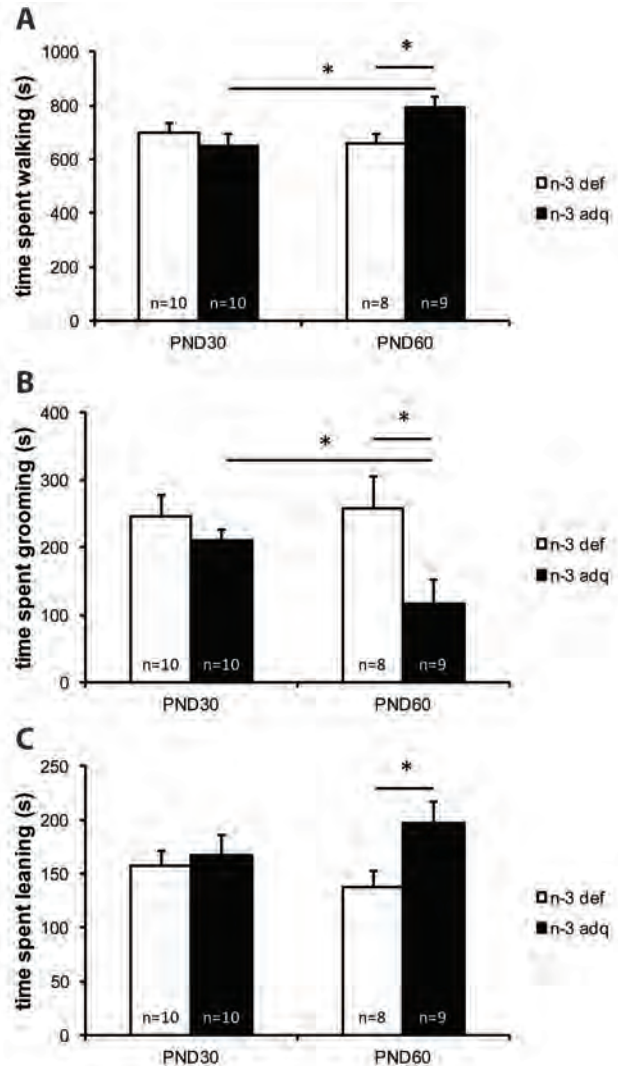 A
time spent walking (s)
1000
800
600
400
200
0
*
*
n=10
n=10
n=8
n=9
PND30
PND60
n-3 def
n-3 adq
B
time spent grooming (s)
400
300
200
100
0
*
*
n=10
n=10
n=8
n=9
PND30
PND60
n-3 def
n-3 adq
C
time spent leaning (s)
250
200
150
100
50
0
*
n=10
n=10
n=8
n=9
PND30
PND60
n-3 def
n-3 adq